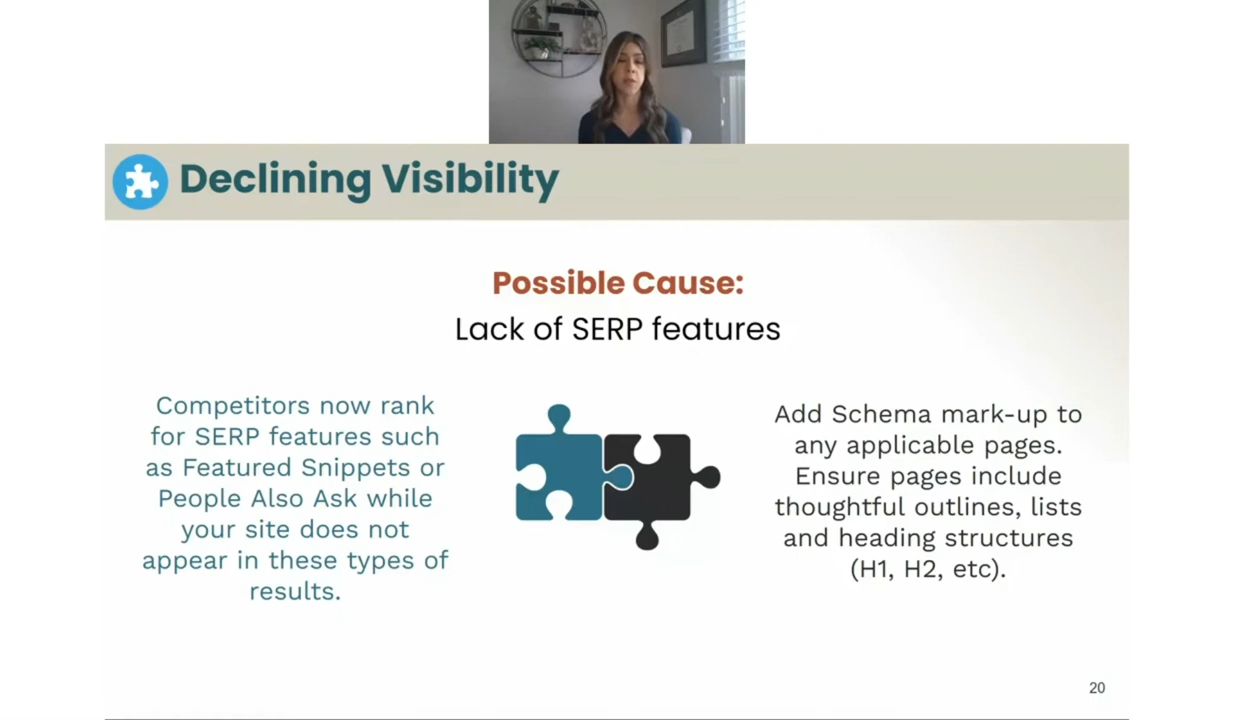 Declining Visibility
Possible Cause:
Lack of SERP features
Competitors now rank
for SERP features such
as Featured Snippets or
People Also Ask while
your site does not
appear in these types of
results.
Add Schema mark-up to
any applicable pages.
Ensure pages include
thoughtful outlines, lists
and heading structures
(H1, H2, etc).
20